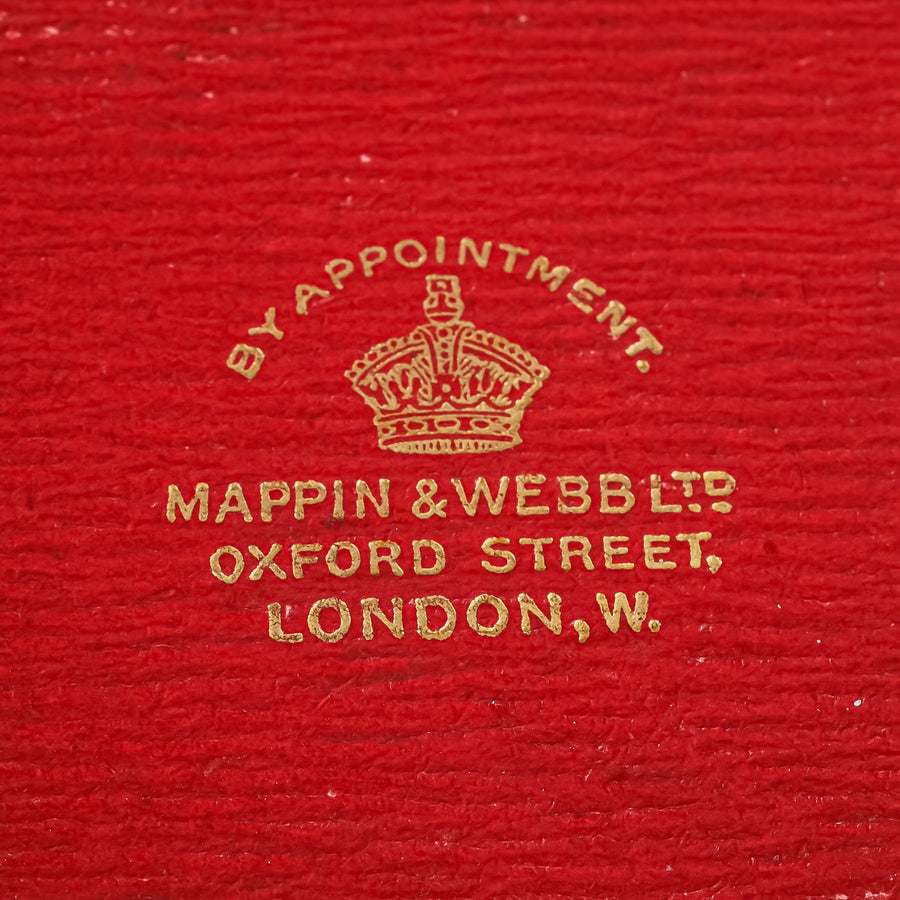 BY APPOINTMENT.
MAPPIN & WEBB LTD
OXFORD STREET,
LONDON, W.